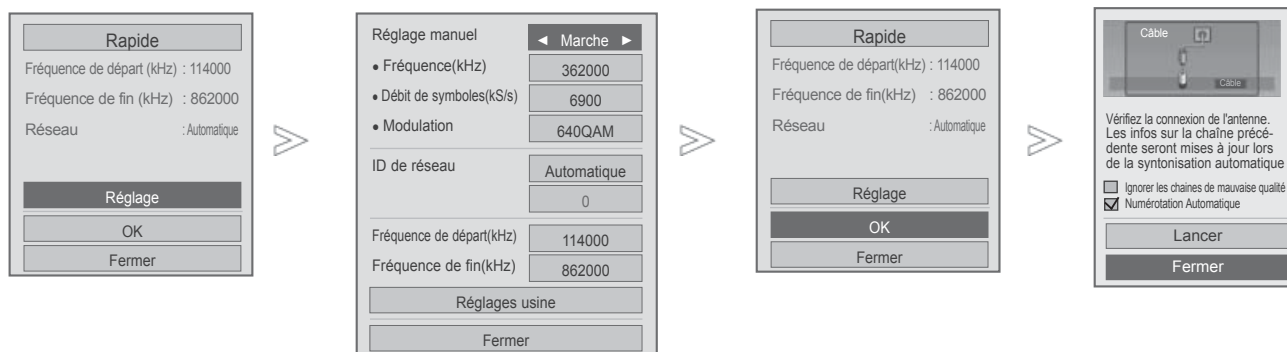 Rapide
Fréquence de départ (kHz) : 114000
Fréquence de fin (kHz) : 862000
Réseau : Automatique
Réglage
OK
Fermer
Réglage manuel ◄ Marche ►
• Fréquence(kHz) 362000
• Débit de symboles(kS/s) 6900
• Modulation 640QAM
ID de réseau Automatique
0
Fréquence de départ(kHz) 114000
Fréquence de fin(kHz) 862000
Réglages usine
Fermer
Rapide
Fréquence de départ(kHz) : 114000
Fréquence de fin(kHz) : 862000
Réseau : Automatique
Réglage
OK
Fermer
Câble
Câble
Vérifiez la connexion de l'antenne.
Les infos sur la chaîne précé-
dente seront mises à jour lors
de la syntonisation automatique
Ignorer les chaines de mauvaise qualité
Numérotation Automatique
Lancer
Fermer